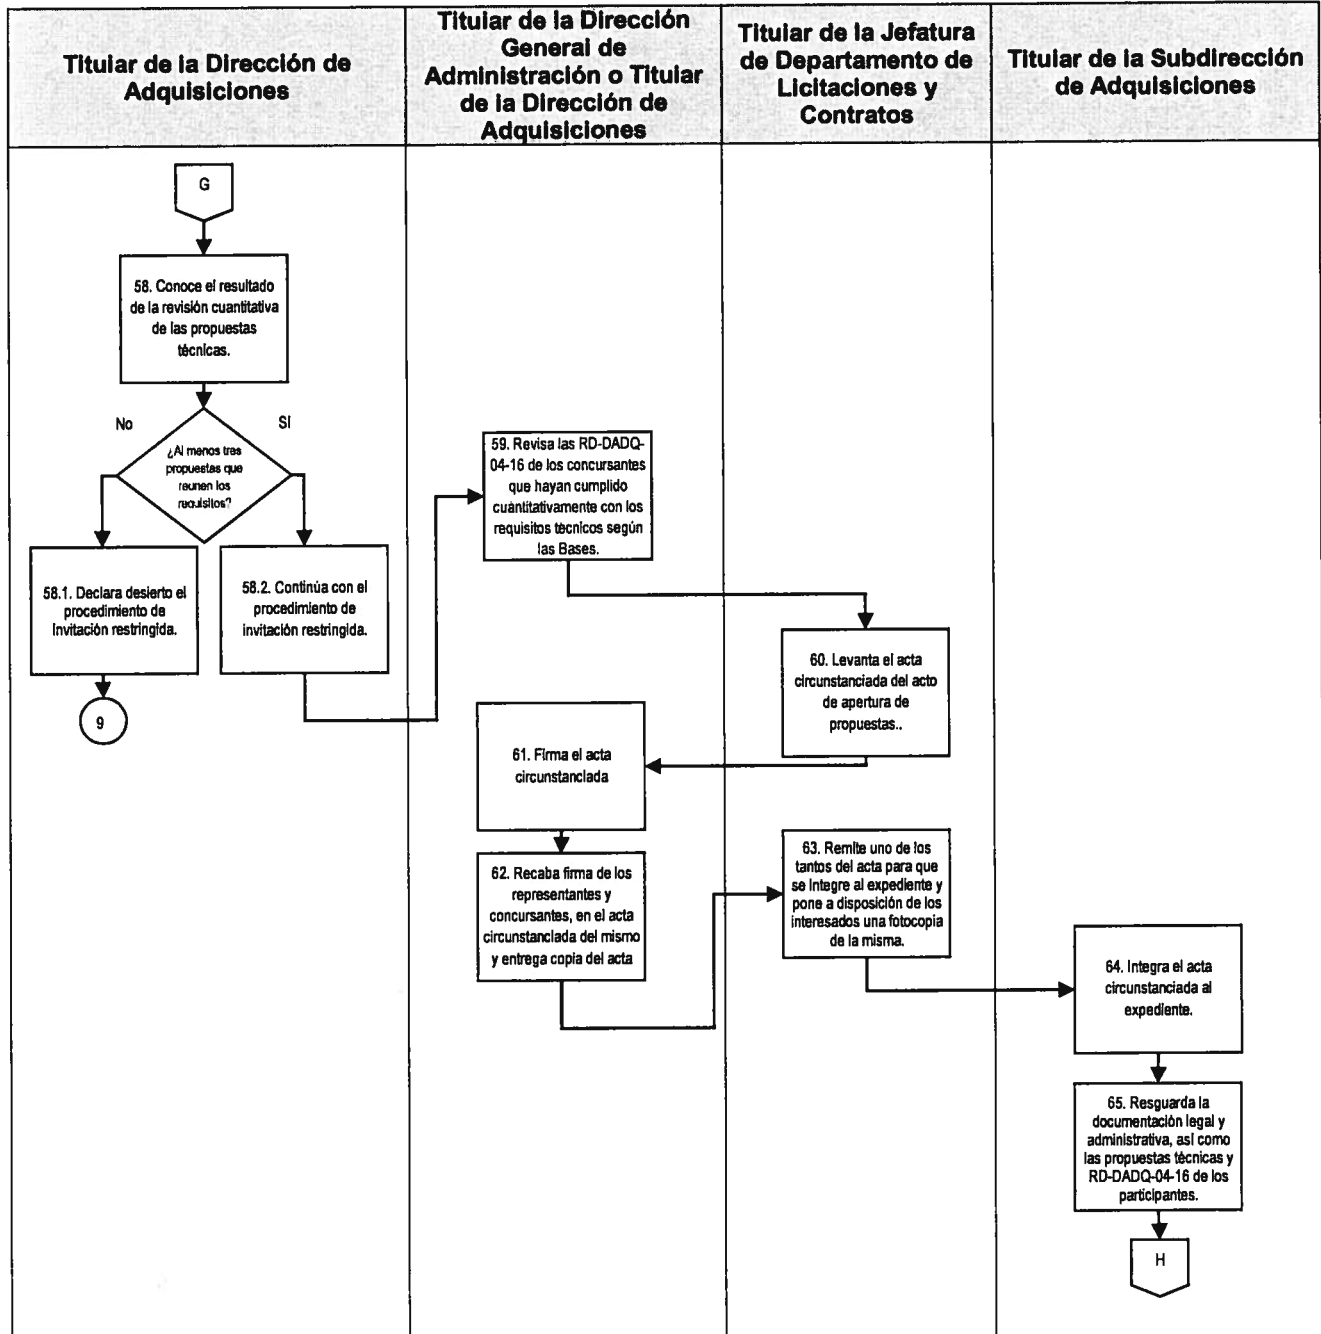 Titular de la Dirección de
Adquisiciones
Titular de la Dirección
General de
Administración o Titular
de la Dirección de
Adquisiciones
Titular de la Jefatura
de Departamento de
Licitaciones y
Contratos
Titular de la Subdirección
de Adquisiciones
G
58. Conoce el resultado
de la revisión cuantitativa
de las propuestas
técnicas.
No
Sí
¿Al menos tres
propuestas que
reunen los
requisitos?
58.1. Declara desierto el
procedimiento de
invitación restringida.
58.2. Continúa con el
procedimiento de
invitación restringida.
9
59. Revisa las RD-DADQ-
04-16 de los concursantes
que hayan cumplido
cuantitativamente con los
requisitos técnicos según
las Bases.
60. Levanta el acta
circunstanciada del acto
de apertura de
propuestas..
61. Firma el acta
circunstanciada
62. Recaba firma de los
representantes y
concursantes, en el acta
circunstanciada del mismo
y entrega copia del acta
63. Remite uno de los
tantos del acta para que
se integre al expediente y
pone a disposición de los
interesados una fotocopia
de la misma.
64. Integra el acta
circunstanciada al
expediente.
65. Resguarda la
documentación legal y
administrativa, así como
las propuestas técnicas y
RD-DADQ-04-16 de los
participantes.
H